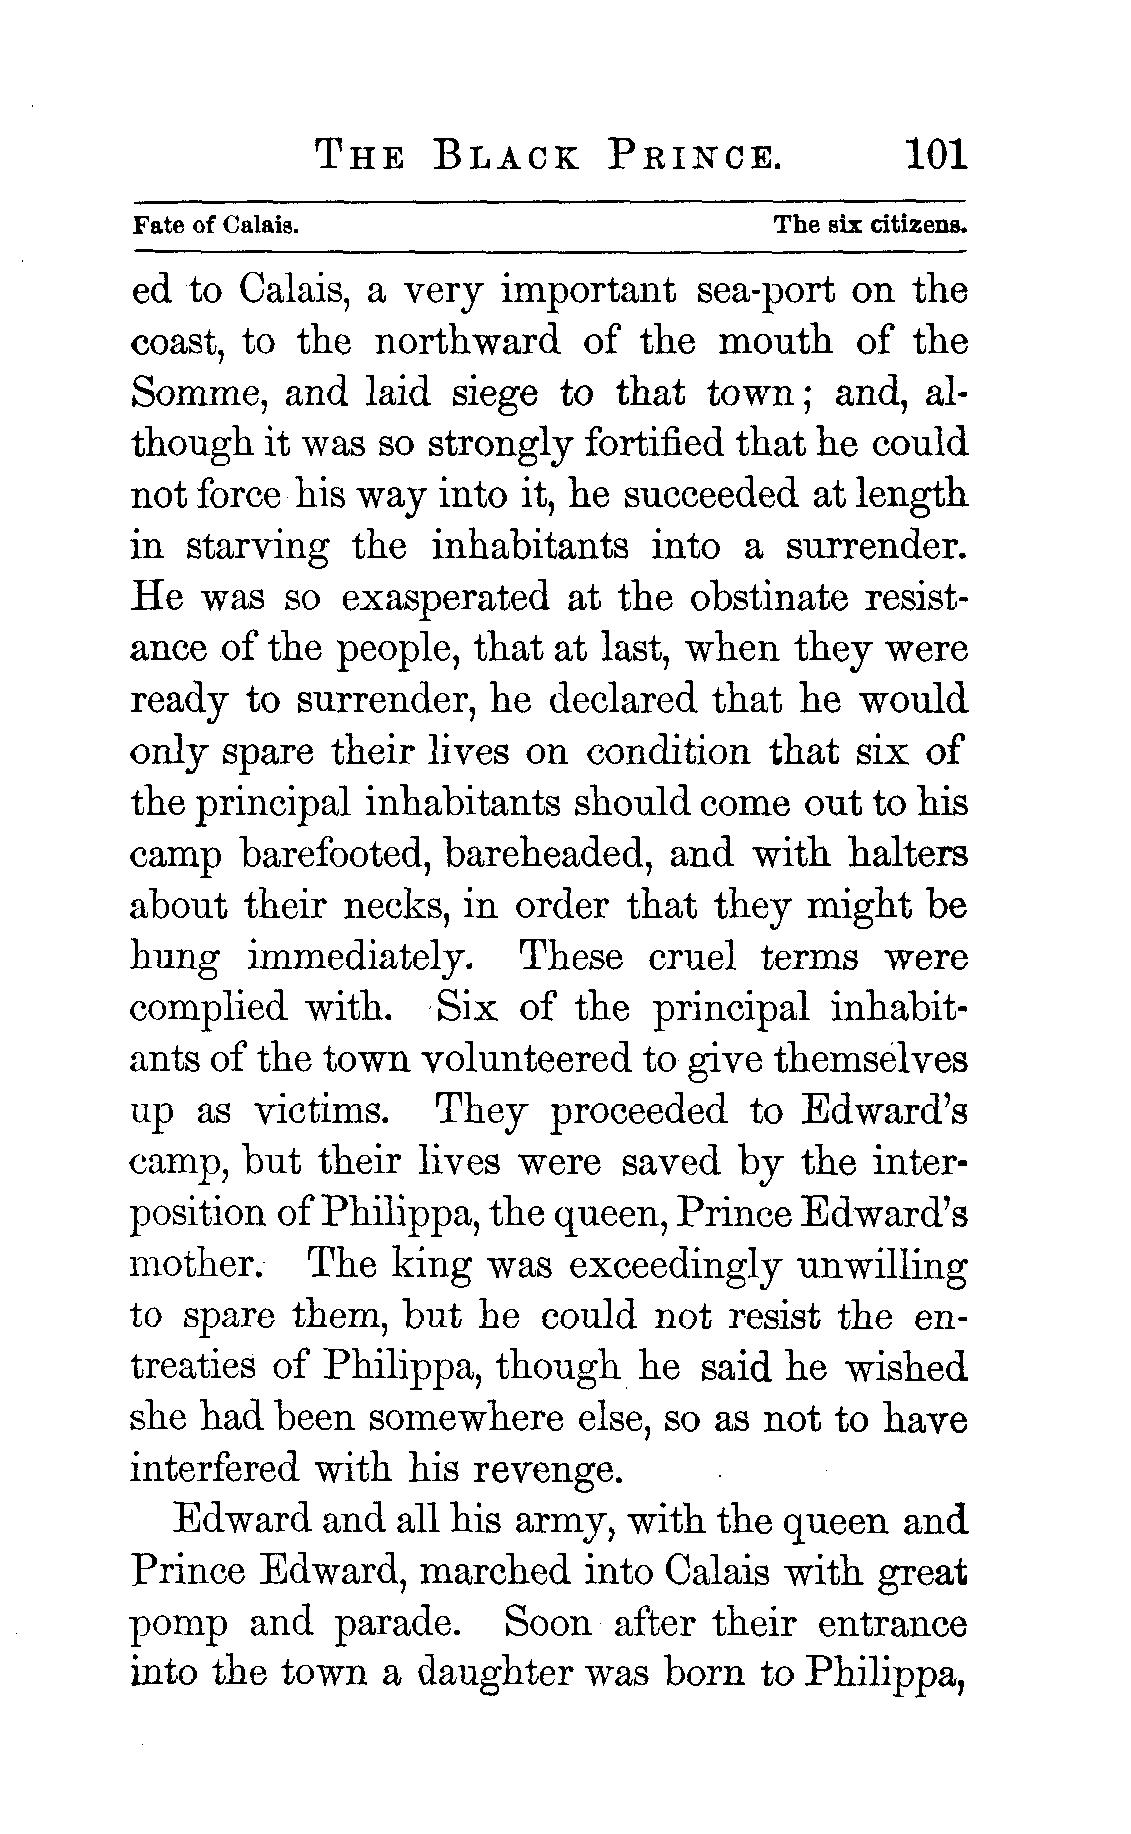 THE BLACK PRINCE. 101
Fate of Calais. The six citizens.
ed to Calais, a very important sea-port on the
coast, to the northward of the mouth of the
Somme, and laid siege to that town; and, al-
though it was so strongly fortified that he could
not force his way into it, he succeeded at length
in starving the inhabitants into a surrender.
He was so exasperated at the obstinate resist-
ance of the people, that at last, when they were
ready to surrender, he declared that he would
only spare their lives on condition that six of
the principal inhabitants should come out to his
camp barefooted, bareheaded, and with halters
about their necks, in order that they might be
hung immediately. These cruel terms were
complied with. Six of the principal inhabit-
ants of the town volunteered to give themselves
up as victims. They proceeded to Edward's
camp, but their lives were saved by the inter-
position of Philippa, the queen, Prince Edward's
mother. The king was exceedingly unwilling
to spare them, but he could not resist the en-
treaties of Philippa, though he said he wished
she had been somewhere else, so as not to have
interfered with his revenge.
Edward and all his army, with the queen and
Prince Edward, marched into Calais with great
pomp and parade. Soon after their entrance
into the town a daughter was born to Philippa,